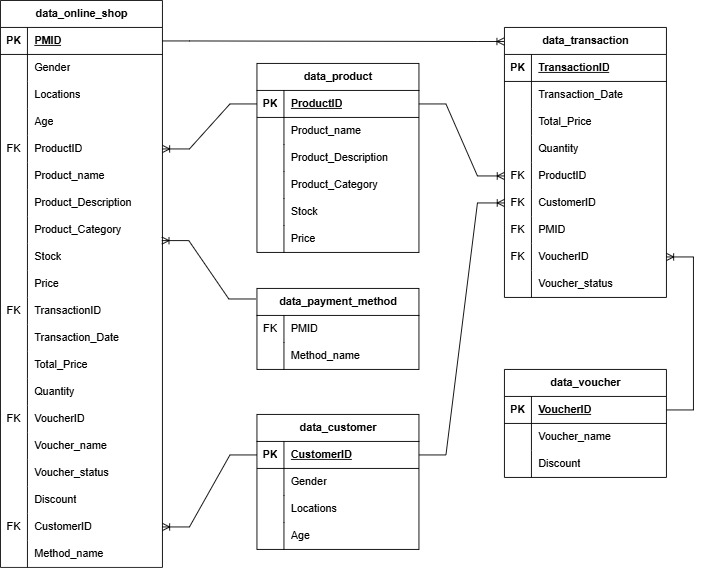 data_online_shop
PK PMID
Gender
Locations
Age
FK ProductID
Product_name
Product_Description
Product_Category
Stock
Price
FK TransactionID
Transaction_Date
Total_Price
Quantity
FK VoucherID
Voucher_name
Voucher_status
Discount
FK CustomerID
Method_name
data_product
PK ProductID
Product_name
Product_Description
Product_Category
Stock
Price
data_payment_method
FK PMID
Method_name
data_customer
PK CustomerID
Gender
Locations
Age
data_transaction
PK TransactionID
Transaction_Date
Total_Price
Quantity
FK ProductID
FK CustomerID
FK PMID
FK VoucherID
Voucher_status
data_voucher
PK VoucherID
Voucher_name
Discount